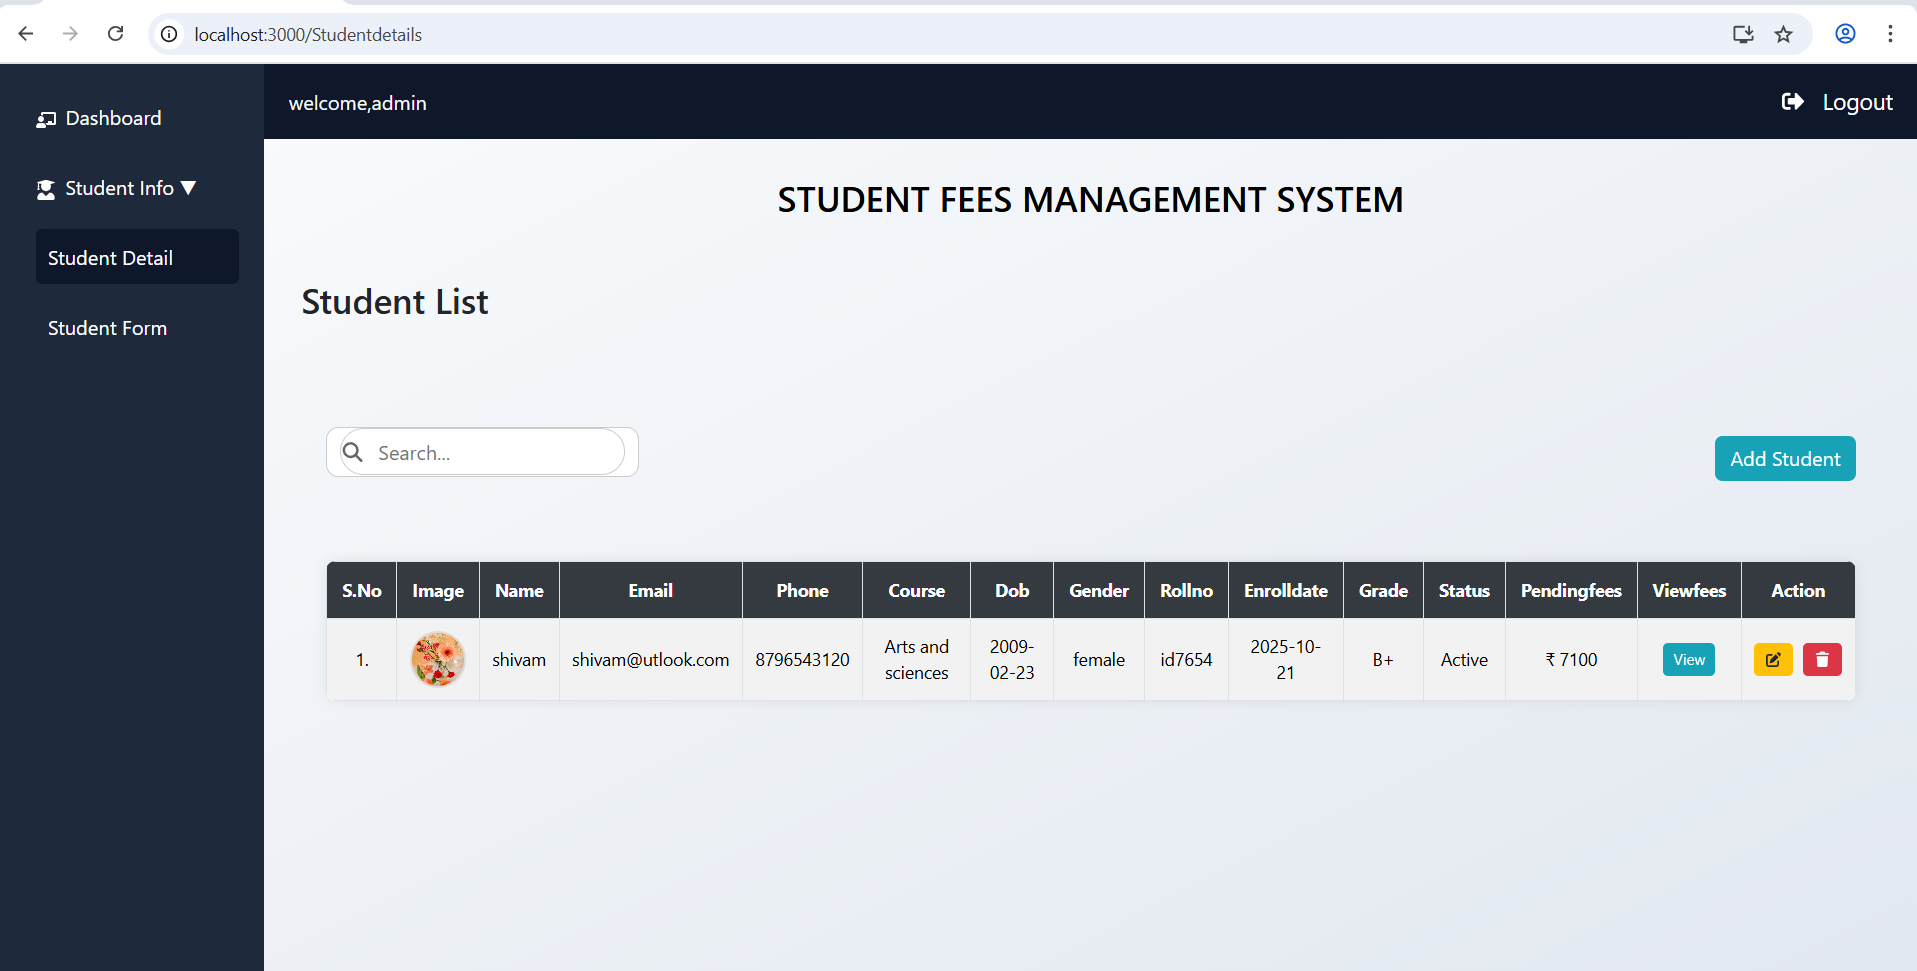 localhost:3000/Studentdetails
Dashboard
Student Info ▼
Student Detail
Student Form
welcome,admin
Logout
STUDENT FEES MANAGEMENT SYSTEM
Student List
Search...
Add Student
S.No Image Name Email Phone Course Dob Gender Rollno Enrolldate Grade Status Pendingfees Viewfees Action
1. shivam shivam@utlook.com 8796543120 Arts and sciences 2009-02-23 female id7654 2025-10-21 B+ Active ₹ 7100 View